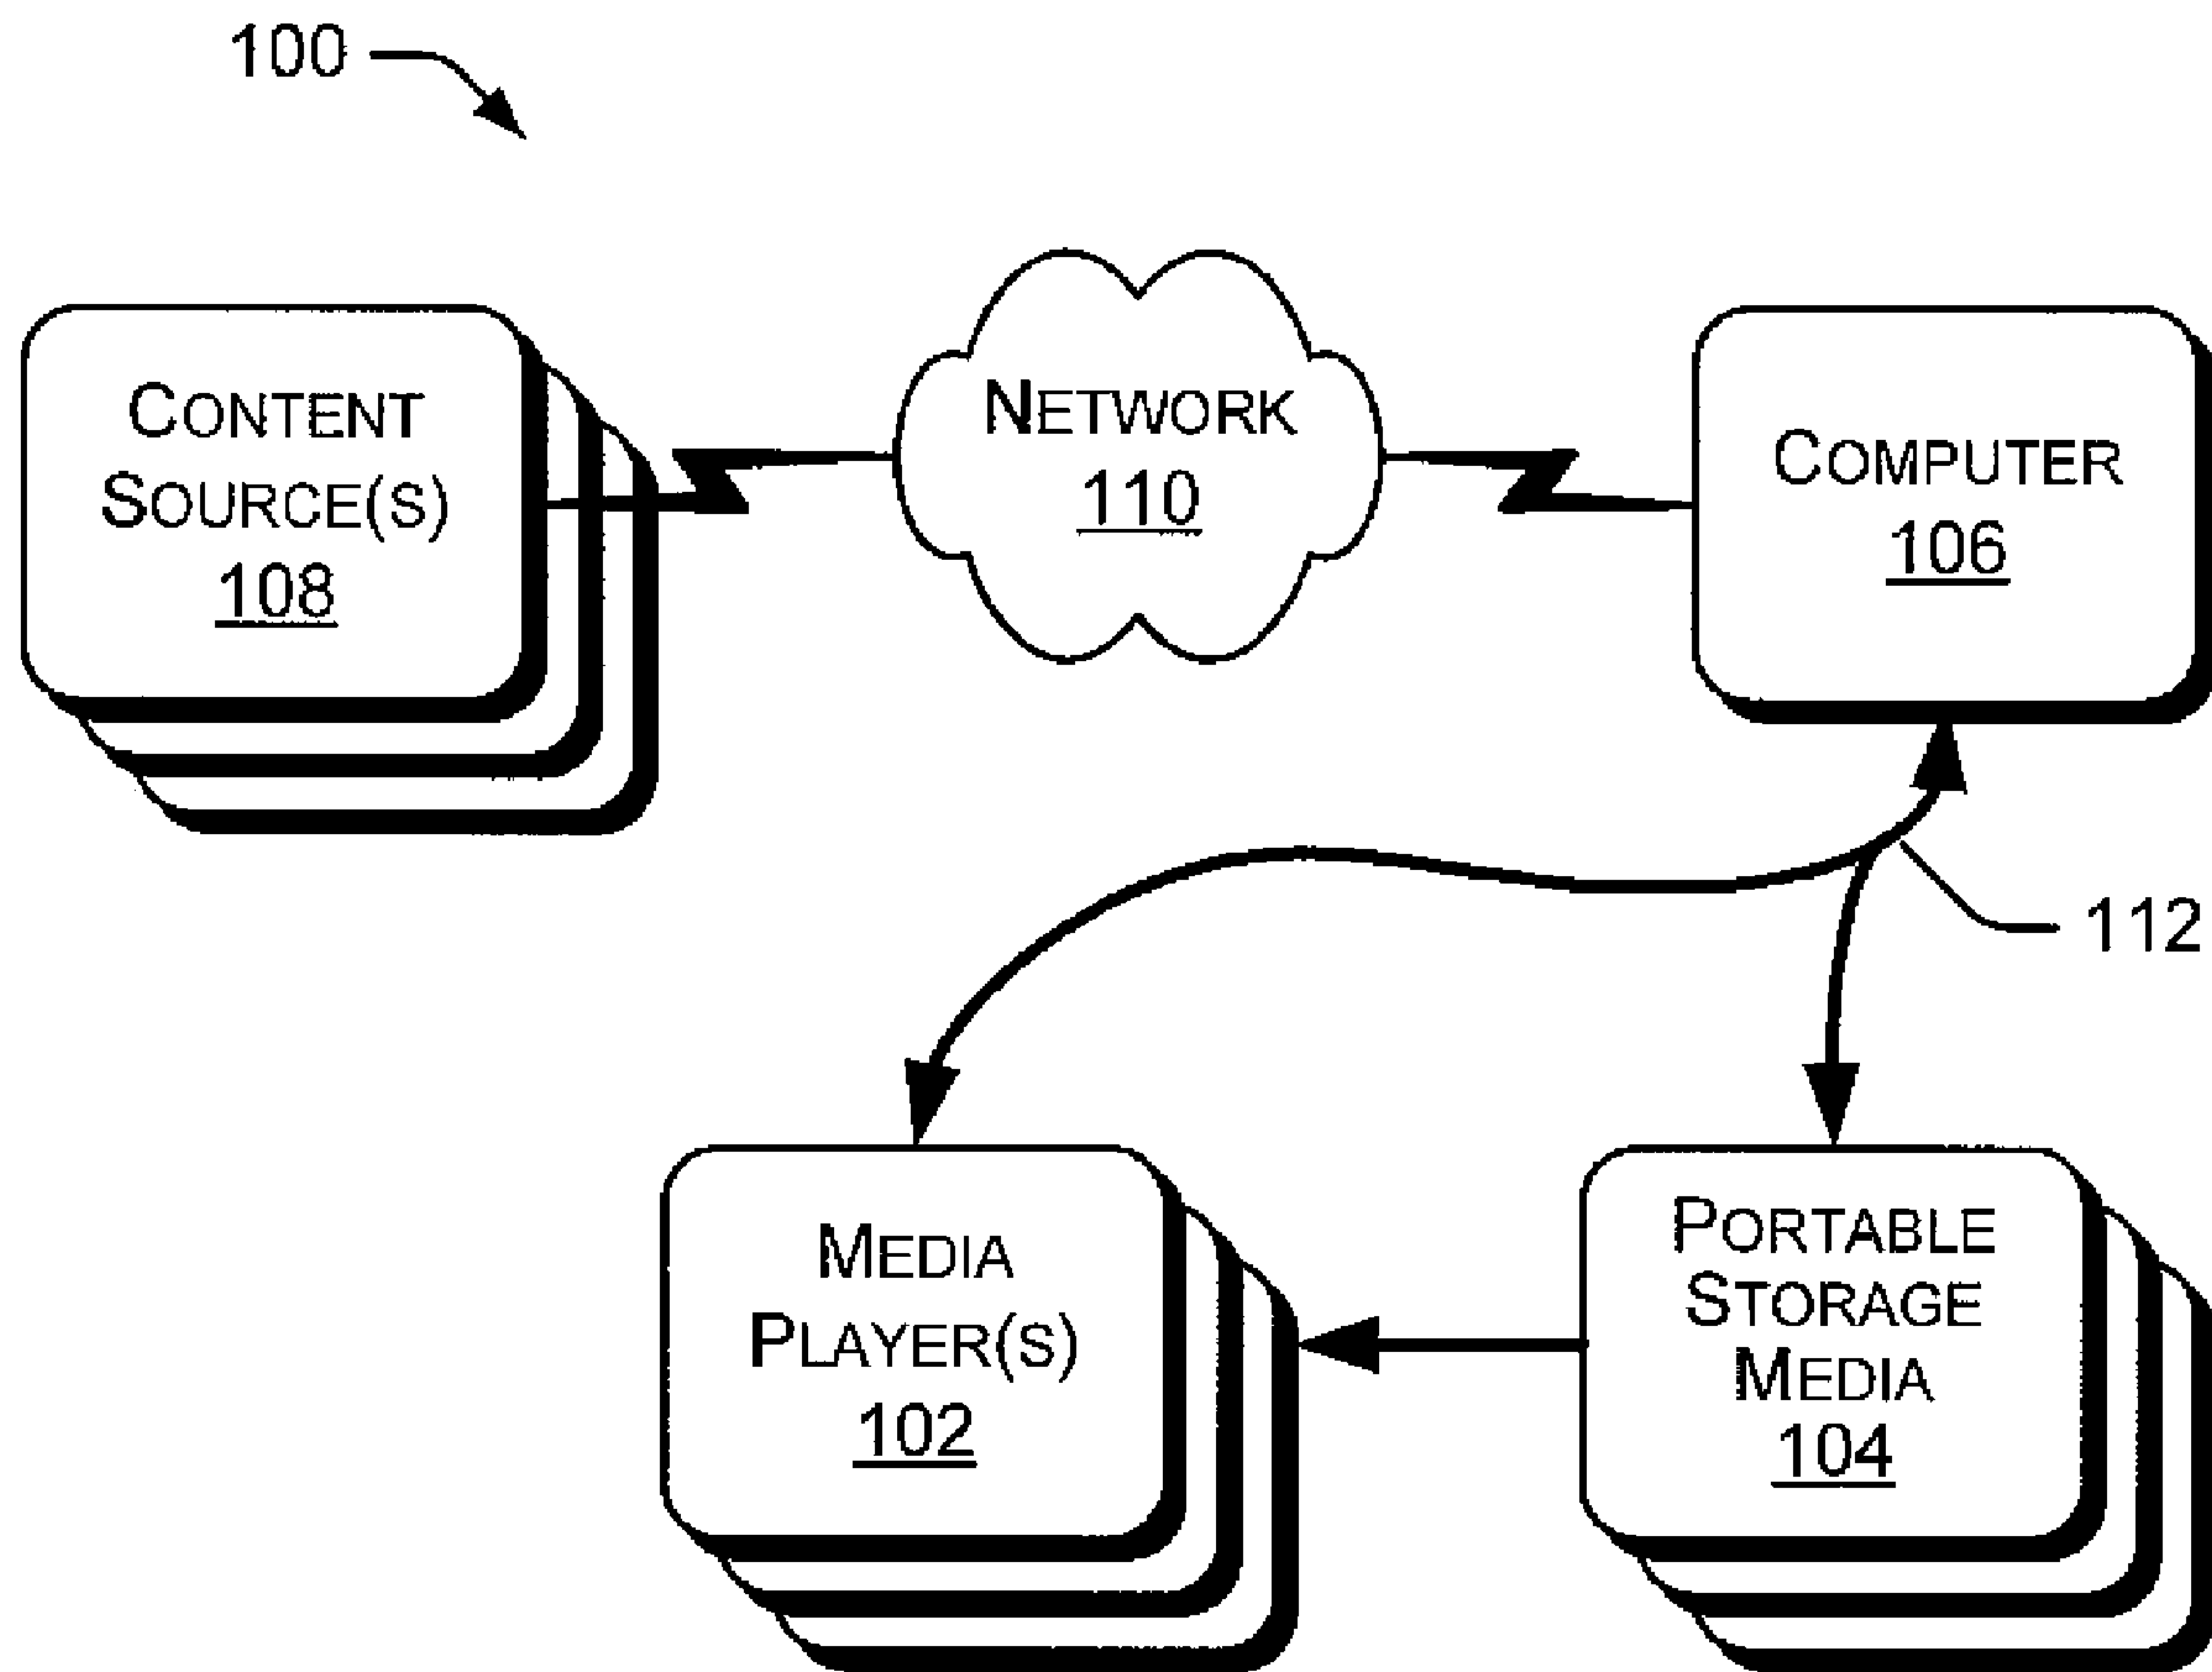 100
CONTENT
SOURCE(S)
108
NETWORK
110
COMPUTER
106
112
MEDIA
PLAYER(S)
102
PORTABLE
STORAGE
MEDIA
104